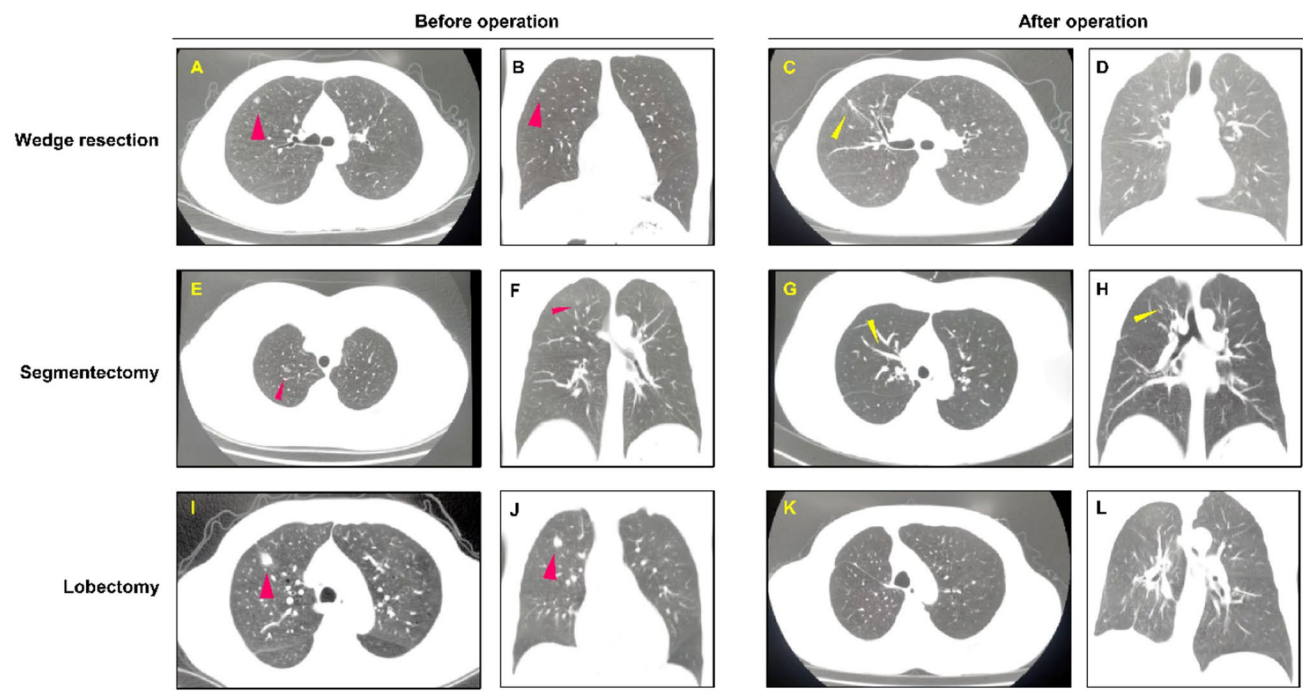 Before operation After operation
A B C D
Wedge resection
E F G H
Segmentectomy
I J K L
Lobectomy